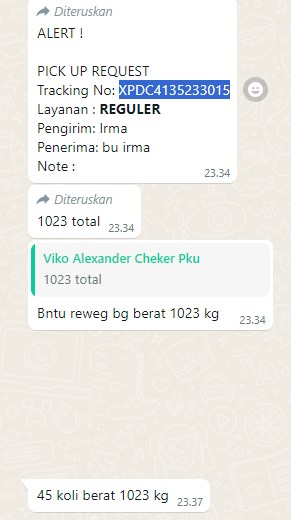 Diteruskan
ALERT !
PICK UP REQUEST
Tracking No: XPDC4135233015
Layanan : REGULER
Pengirim: Irma
Penerima: bu irma
Note :
23.34
Diteruskan
1023 total 23.34
Viko Alexander Cheker Pku
1023 total
Bntu reweg bg berat 1023 kg 23.34
45 koli berat 1023 kg 23.37